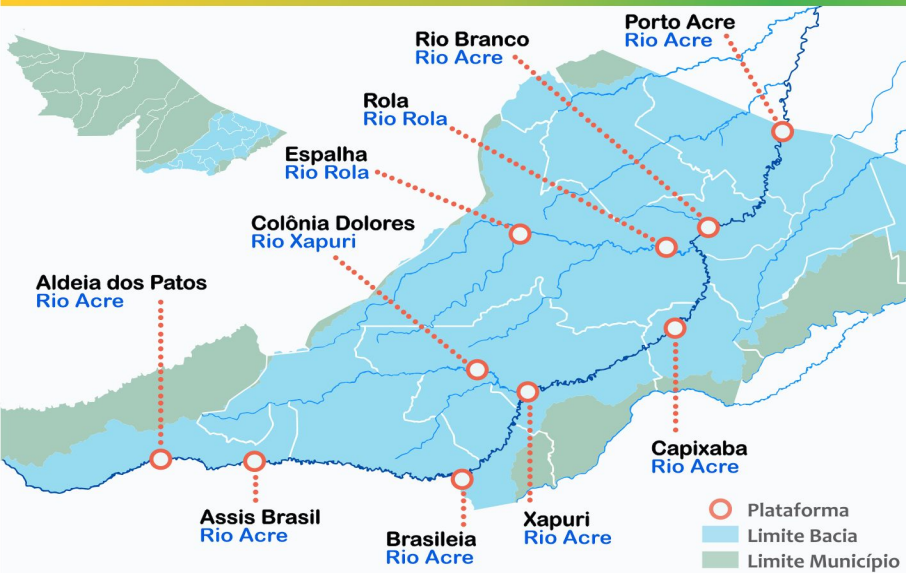 Porto Acre
Rio Acre
Rio Branco
Rio Acre
Rola
Rio Rola
Espalha
Rio Rola
Colônia Dolores
Rio Xapuri
Aldeia dos Patos
Rio Acre
Capixaba
Rio Acre
Assis Brasil
Rio Acre
Brasileia
Rio Acre
Xapuri
Rio Acre
Plataforma
Limite Bacia
Limite Município